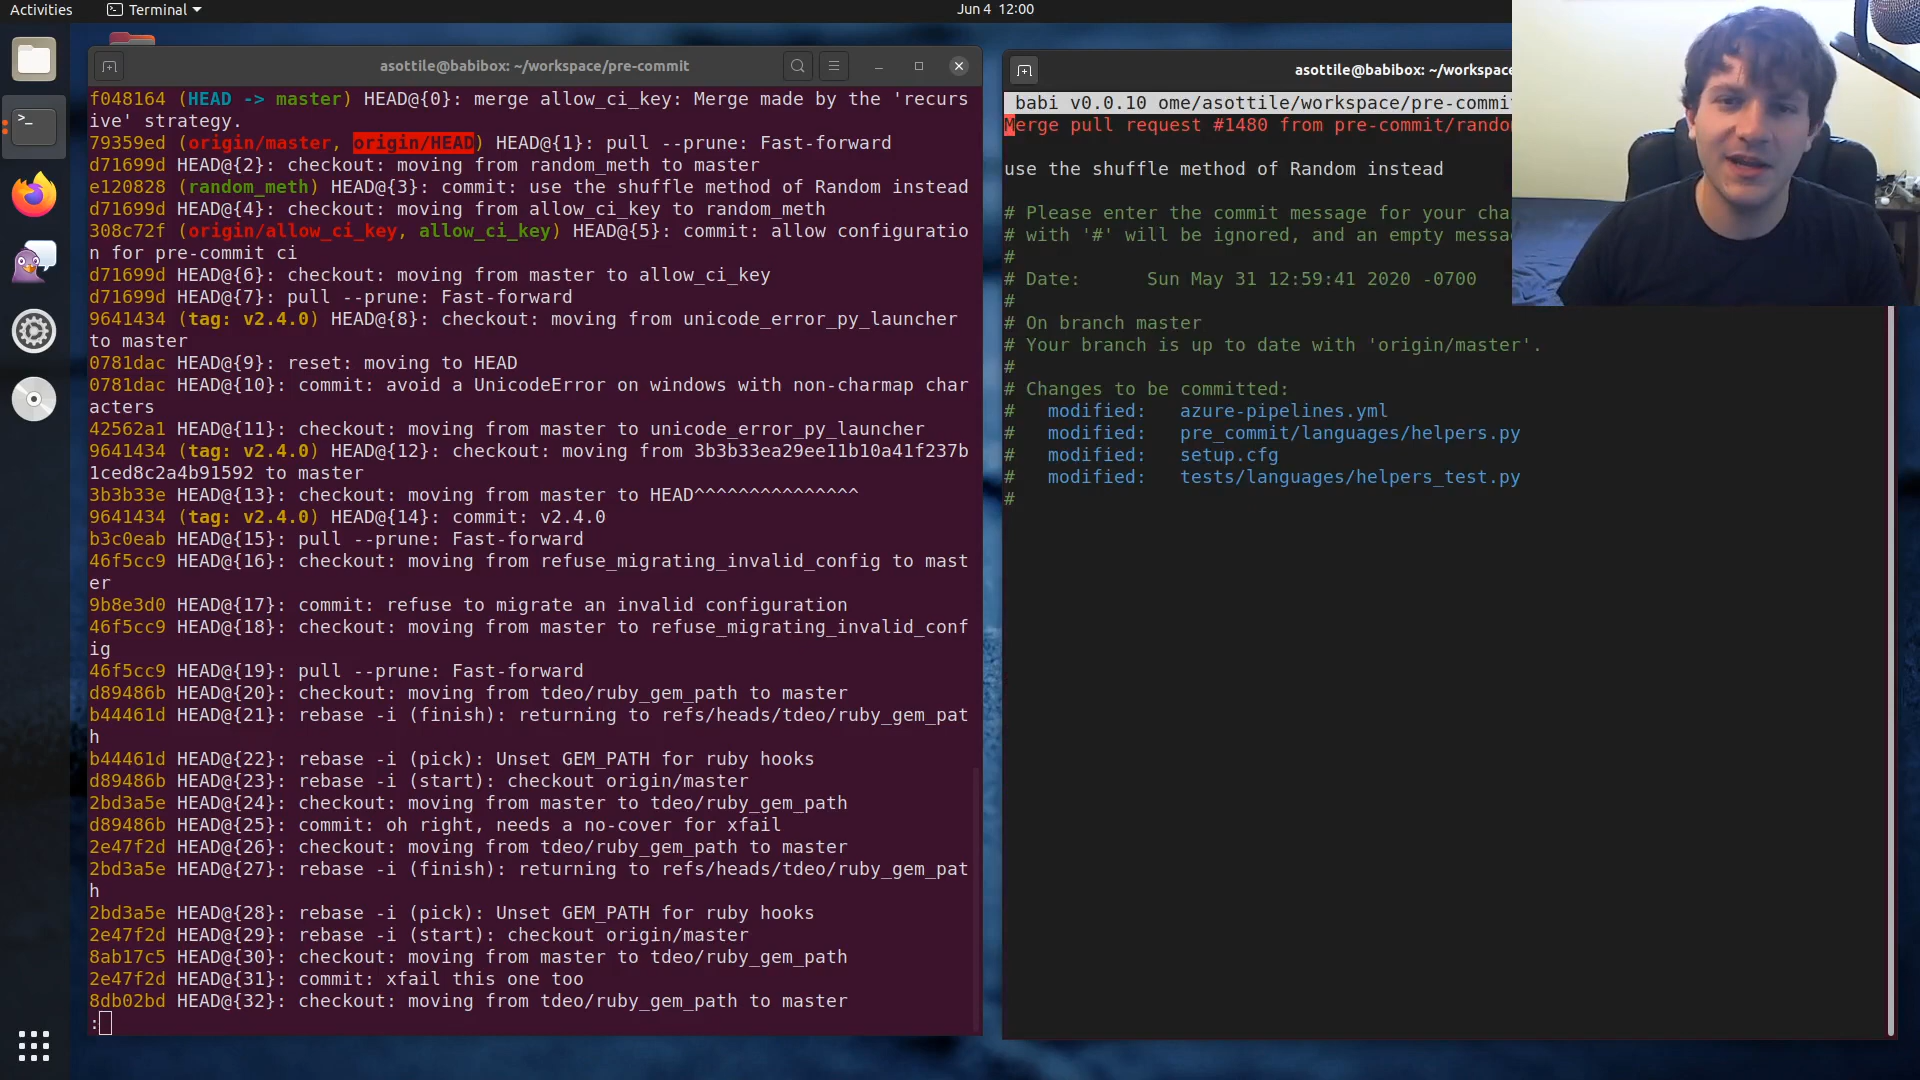 Activities
Terminal
Jun 4 12:00
asottile@babibox: ~/workspace/pre-commit
f048164 (HEAD -> master) HEAD@{0}: merge allow_ci_key: Merge made by the 'recurs
ive' strategy.
79359ed (origin/master, origin/HEAD) HEAD@{1}: pull --prune: Fast-forward
d71699d HEAD@{2}: checkout: moving from random_meth to master
e120828 (random_meth) HEAD@{3}: commit: use the shuffle method of Random instead
d71699d HEAD@{4}: checkout: moving from allow_ci_key to random_meth
308c72f (origin/allow_ci_key, allow_ci_key) HEAD@{5}: commit: allow configuratio
n for pre-commit ci
d71699d HEAD@{6}: checkout: moving from master to allow_ci_key
d71699d HEAD@{7}: pull --prune: Fast-forward
9641434 (tag: v2.4.0) HEAD@{8}: checkout: moving from unicode_error_py_launcher
to master
0781dac HEAD@{9}: reset: moving to HEAD
0781dac HEAD@{10}: commit: avoid a UnicodeError on windows with non-charmap char
acters
42562a1 HEAD@{11}: checkout: moving from master to unicode_error_py_launcher
9641434 (tag: v2.4.0) HEAD@{12}: checkout: moving from 3b3b33ea29ee11b10a41f237b
1ced8c2a4b91592 to master
3b3b33e HEAD@{13}: checkout: moving from master to HEAD^^^^^^^^^^^^^^^
9641434 (tag: v2.4.0) HEAD@{14}: commit: v2.4.0
b3c0eab HEAD@{15}: pull --prune: Fast-forward
46f5cc9 HEAD@{16}: checkout: moving from refuse_migrating_invalid_config to mast
er
9b8e3d0 HEAD@{17}: commit: refuse to migrate an invalid configuration
46f5cc9 HEAD@{18}: checkout: moving from master to refuse_migrating_invalid_conf
ig
46f5cc9 HEAD@{19}: pull --prune: Fast-forward
d89486b HEAD@{20}: checkout: moving from tdeo/ruby_gem_path to master
b44461d HEAD@{21}: rebase -i (finish): returning to refs/heads/tdeo/ruby_gem_pat
h
b44461d HEAD@{22}: rebase -i (pick): Unset GEM_PATH for ruby hooks
d89486b HEAD@{23}: rebase -i (start): checkout origin/master
2bd3a5e HEAD@{24}: checkout: moving from master to tdeo/ruby_gem_path
d89486b HEAD@{25}: commit: oh right, needs a no-cover for xfail
2e47f2d HEAD@{26}: checkout: moving from tdeo/ruby_gem_path to master
2bd3a5e HEAD@{27}: rebase -i (finish): returning to refs/heads/tdeo/ruby_gem_pat
h
2bd3a5e HEAD@{28}: rebase -i (pick): Unset GEM_PATH for ruby hooks
2e47f2d HEAD@{29}: rebase -i (start): checkout origin/master
8ab17c5 HEAD@{30}: checkout: moving from master to tdeo/ruby_gem_path
2e47f2d HEAD@{31}: commit: xfail this one too
8db02bd HEAD@{32}: checkout: moving from tdeo/ruby_gem_path to master
:
asottile@babibox: ~/workspace
babi v0.0.10 ome/asottile/workspace/pre-commi
Merge pull request #1480 from pre-commit/rando
use the shuffle method of Random instead
# Please enter the commit message for your cha
# with '#' will be ignored, and an empty messa
#
# Date:      Sun May 31 12:59:41 2020 -0700
#
# On branch master
# Your branch is up to date with 'origin/master'.
#
# Changes to be committed:
#   modified:   azure-pipelines.yml
#   modified:   pre_commit/languages/helpers.py
#   modified:   setup.cfg
#   modified:   tests/languages/helpers_test.py
#